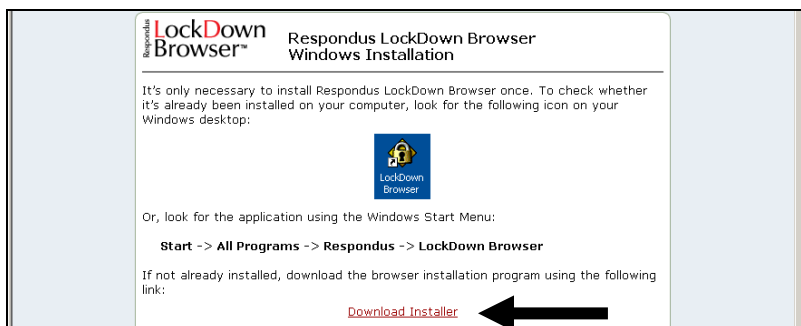 Respondus
LockDown
Browser™
Respondus LockDown Browser
Windows Installation
It's only necessary to install Respondus LockDown Browser once. To check whether
it's already been installed on your computer, look for the following icon on your
Windows desktop:
LockDown
Browser
Or, look for the application using the Windows Start Menu:
Start -> All Programs -> Respondus -> LockDown Browser
If not already installed, download the browser installation program using the following
link:
Download Installer